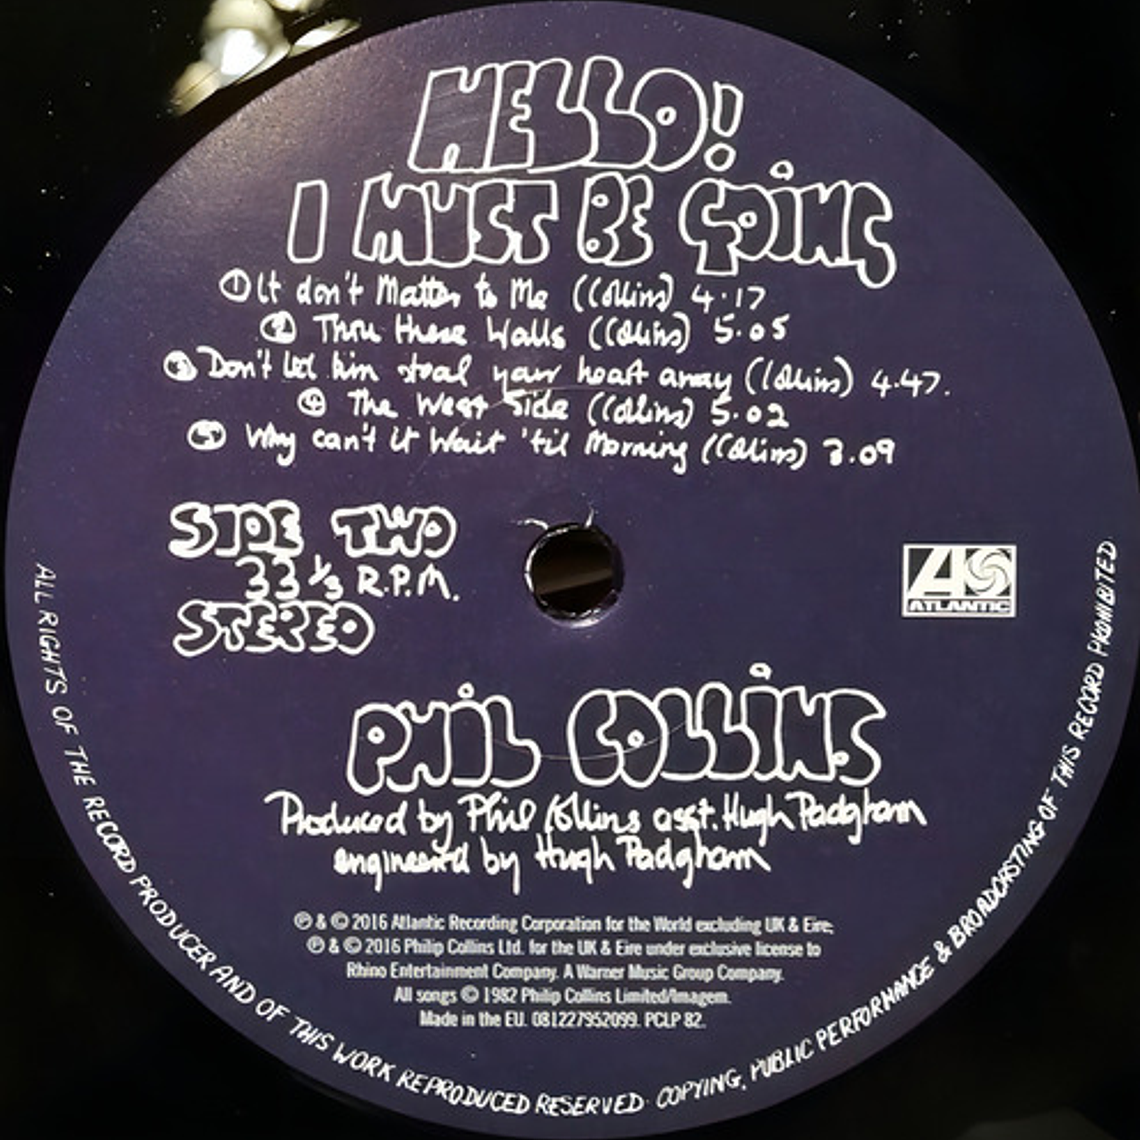 HELLO!
I MUST BE GOING
① It don't Matter to Me (Collins) 4.17
② Thru these Walls (Collins) 5.05
③ Don't let him steal your heart away (Collins) 4.47.
④ The West Side (Collins) 5.02
⑤ Why can't it Wait 'til Morning (Collins) 3.09
SIDE TWO
33 ⅓ R.P.M.
STEREO
ATLANTIC
PHIL COLLINS
Produced by Phil Collins asst. Hugh Padgham
engineered by Hugh Padgham
℗ & © 2016 Atlantic Recording Corporation for the World excluding UK & Eire,
℗ & © 2016 Philip Collins Ltd. for the UK & Eire under exclusive license to
Rhino Entertainment Company. A Warner Music Group Company.
All songs © 1982 Philip Collins Limited/Imagem.
Made in the EU. 081227952099. PCLP 82.
ALL RIGHTS OF THE RECORD PRODUCER AND OF THIS WORK REPRODUCED RESERVED· COPYING, PUBLIC PERFORMANCE & BROADCASTING OF THIS RECORD PROHIBITED